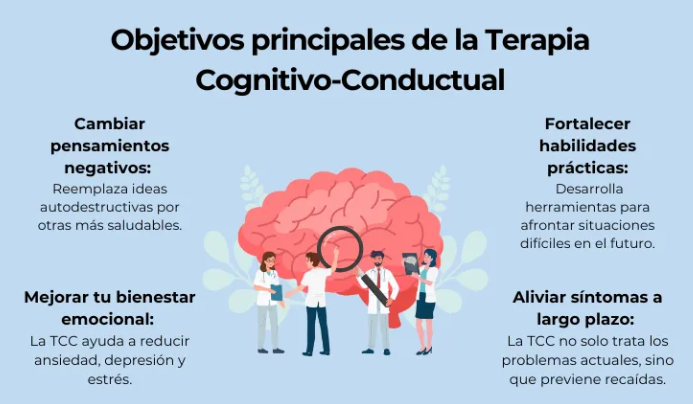 Objetivos principales de la Terapia
Cognitivo-Conductual
Cambiar
pensamientos
negativos:
Reemplaza ideas
autodestructivas por
otras más saludables.
Fortalecer
habilidades
prácticas:
Desarrolla
herramientas para
afrontar situaciones
difíciles en el futuro.
Mejorar tu bienestar
emocional:
La TCC ayuda a reducir
ansiedad, depresión y
estrés.
Aliviar síntomas a
largo plazo:
La TCC no solo trata los
problemas actuales, sino
que previene recaídas.